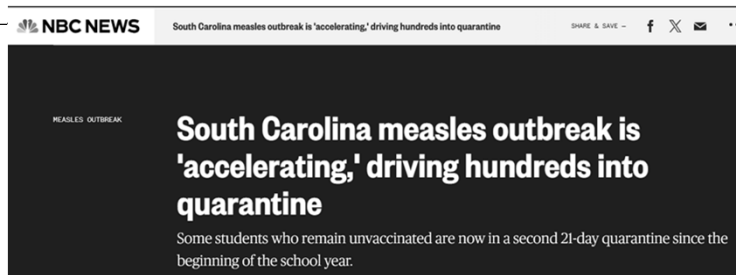 NBC NEWS South Carolina measles outbreak is 'accelerating,' driving hundreds into quarantine SHARE & SAVE –
MEASLES OUTBREAK
South Carolina measles outbreak is
'accelerating,' driving hundreds into
quarantine
Some students who remain unvaccinated are now in a second 21-day quarantine since the
beginning of the school year.